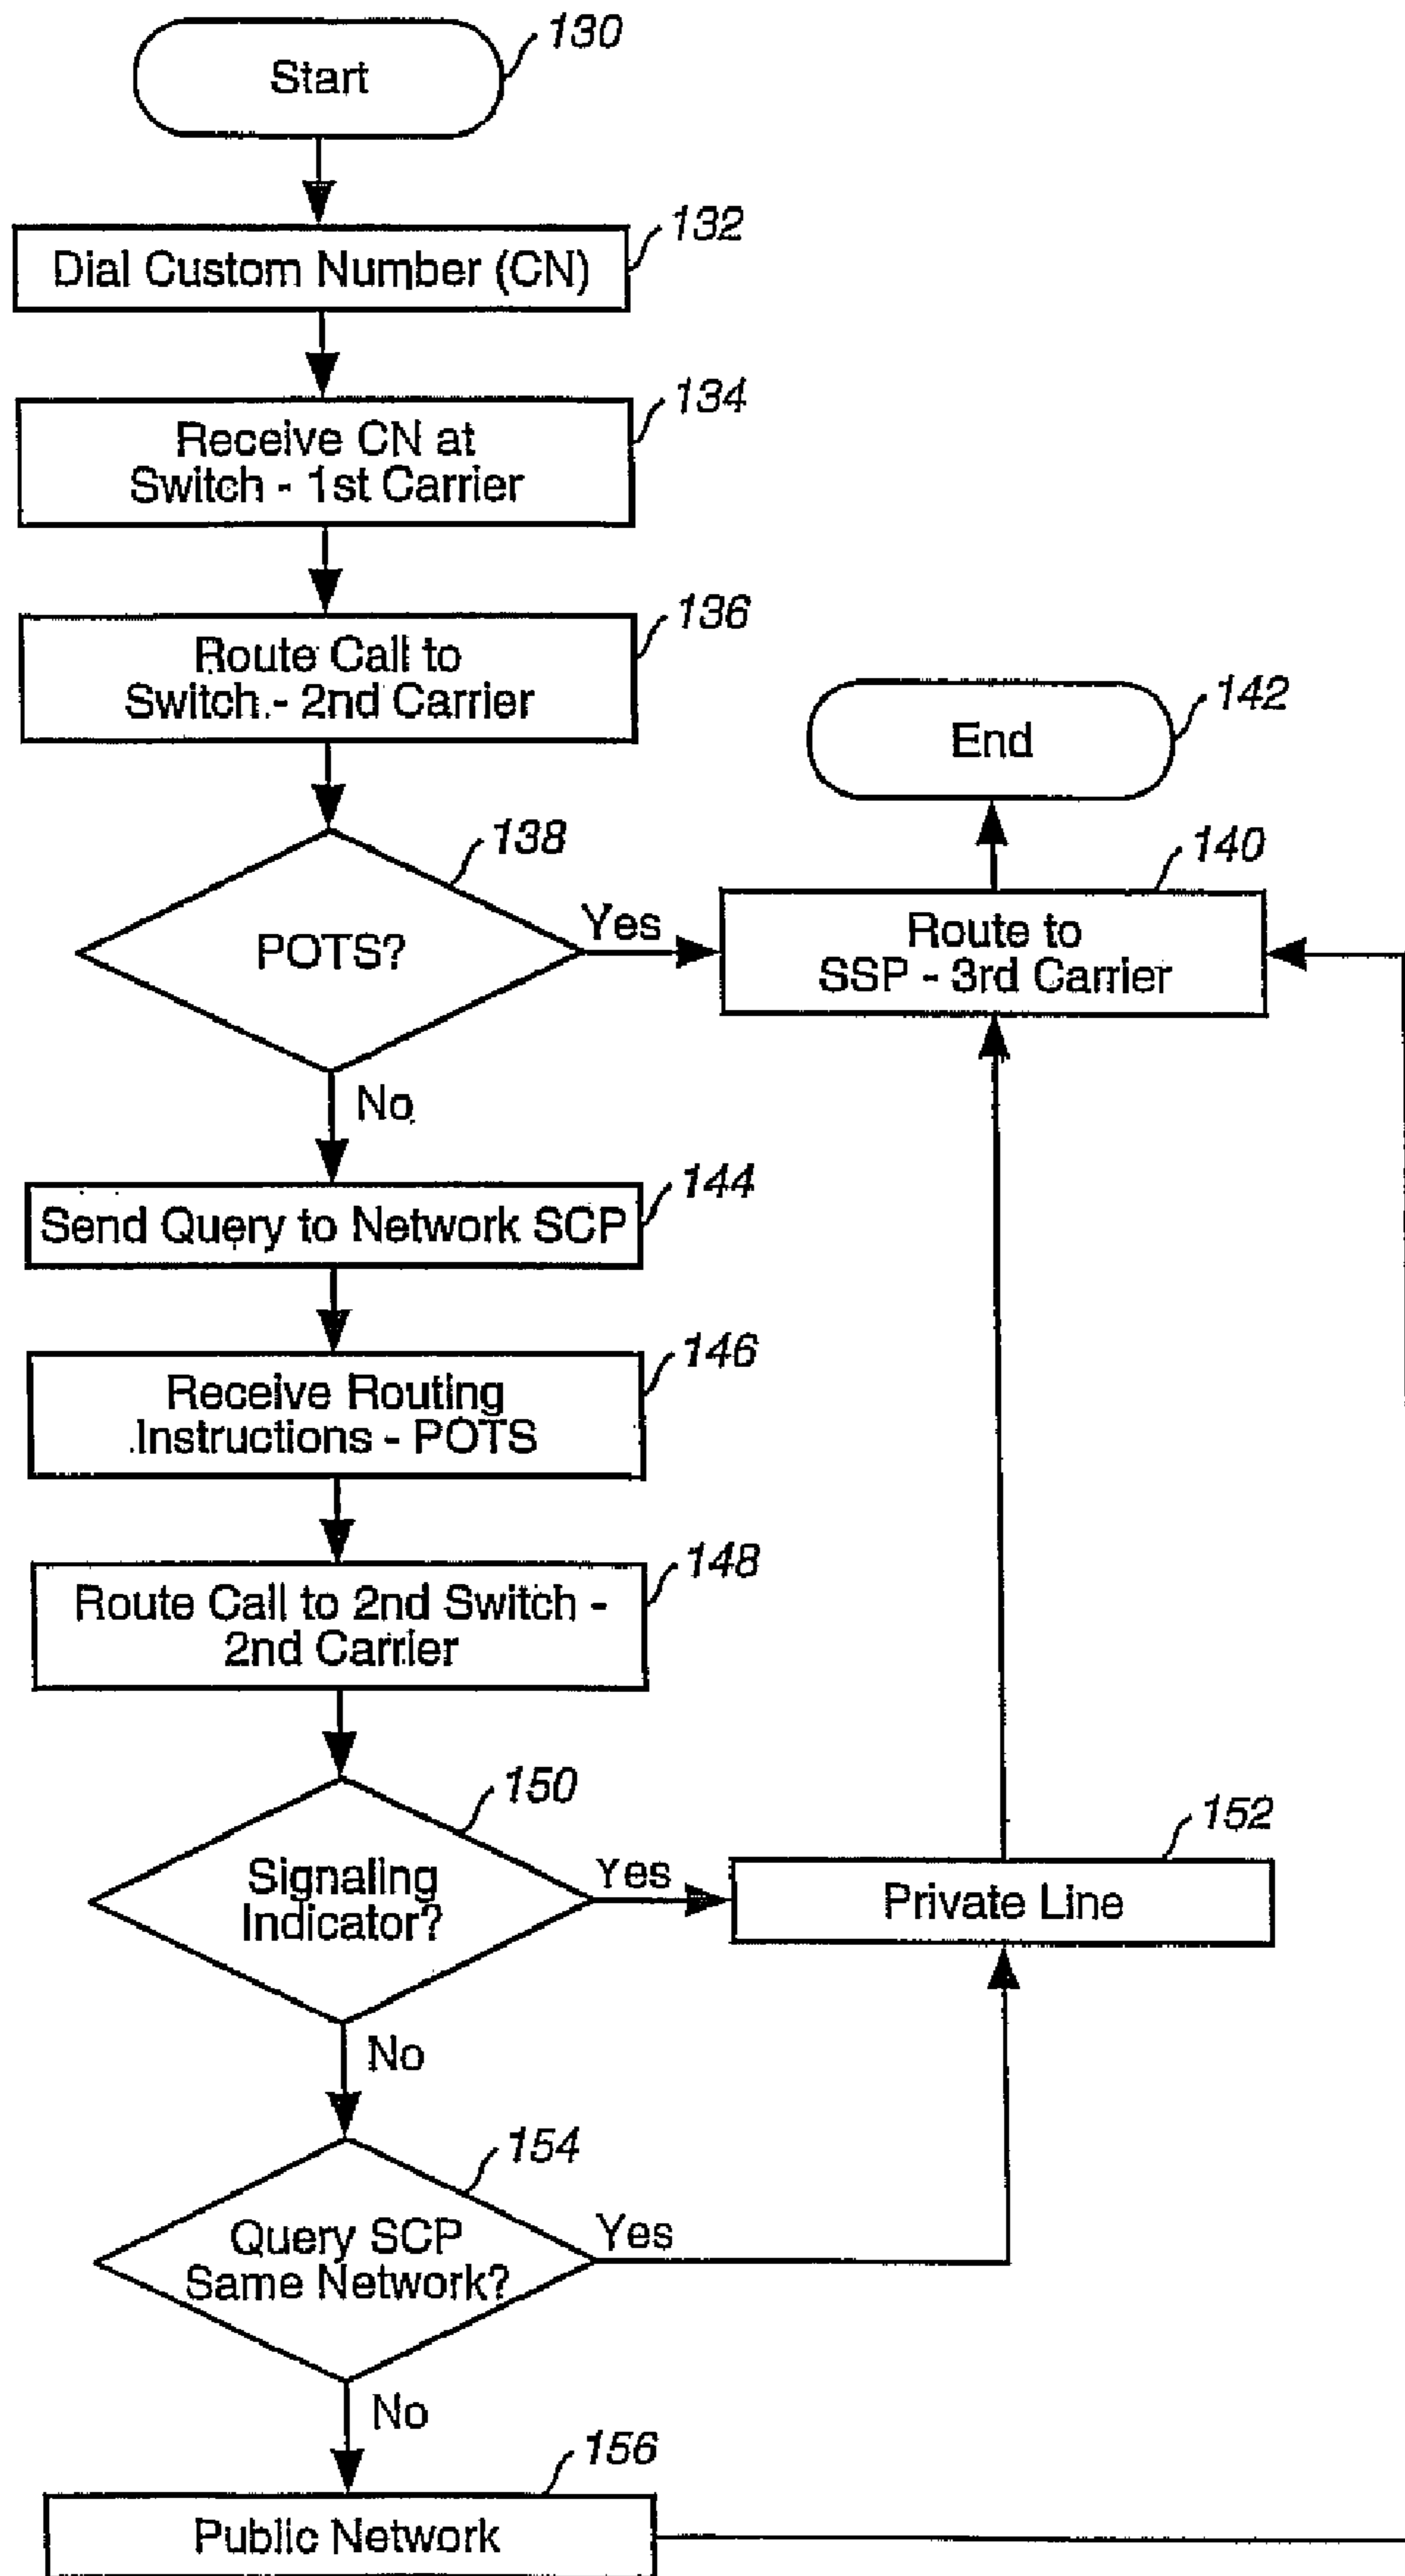 Start
130
Dial Custom Number (CN)
132
Receive CN at
Switch - 1st Carrier
134
Route Call to
Switch - 2nd Carrier
136
End
142
POTS?
138
Yes
Route to
SSP - 3rd Carrier
140
No
Send Query to Network SCP
144
Receive Routing
Instructions - POTS
146
Route Call to 2nd Switch -
2nd Carrier
148
Signaling
Indicator?
150
Yes
Private Line
152
No
Query SCP
Same Network?
154
Yes
No
Public Network
156